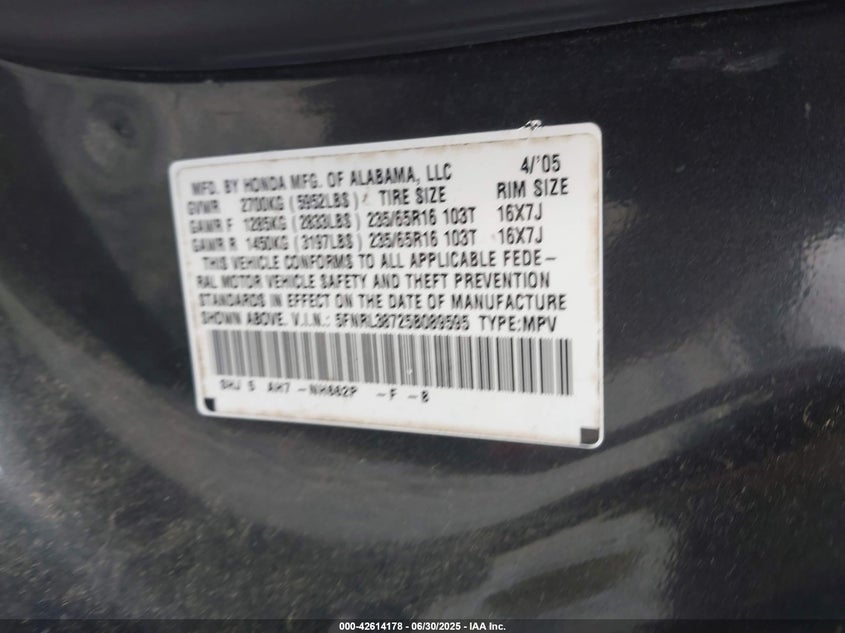 MFD. BY HONDA MFG. OF ALABAMA, LLC 4/'05
GVWR 2700KG (5952LBS) TIRE SIZE RIM SIZE
GAWR F 1285KG (2833LBS) 235/65R16 103T 16X7J
GAWR R 1450KG (3197LBS) 235/65R16 103T 16X7J
THIS VEHICLE CONFORMS TO ALL APPLICABLE FEDE-
RAL MOTOR VEHICLE SAFETY AND THEFT PREVENTION
STANDARDS IN EFFECT ON THE DATE OF MANUFACTURE
SHOWN ABOVE. V.I.N.: 5FNRL38725B089595 TYPE:MPV
SHJ 5 AH7 -NH662P -F -B
000-42614178 - 06/30/2025 - IAA Inc.